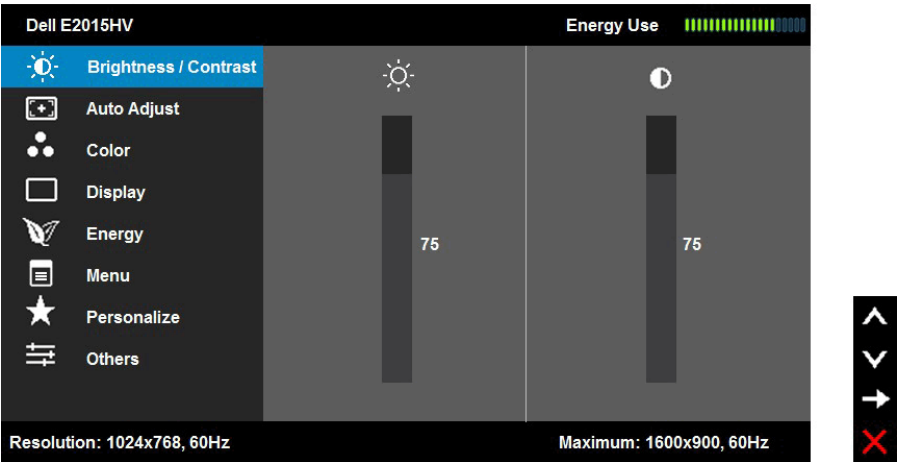 Dell E2015HV
Energy Use
Brightness / Contrast
Auto Adjust
Color
Display
Energy
Menu
Personalize
Others
75
75
Resolution: 1024x768, 60Hz
Maximum: 1600x900, 60Hz